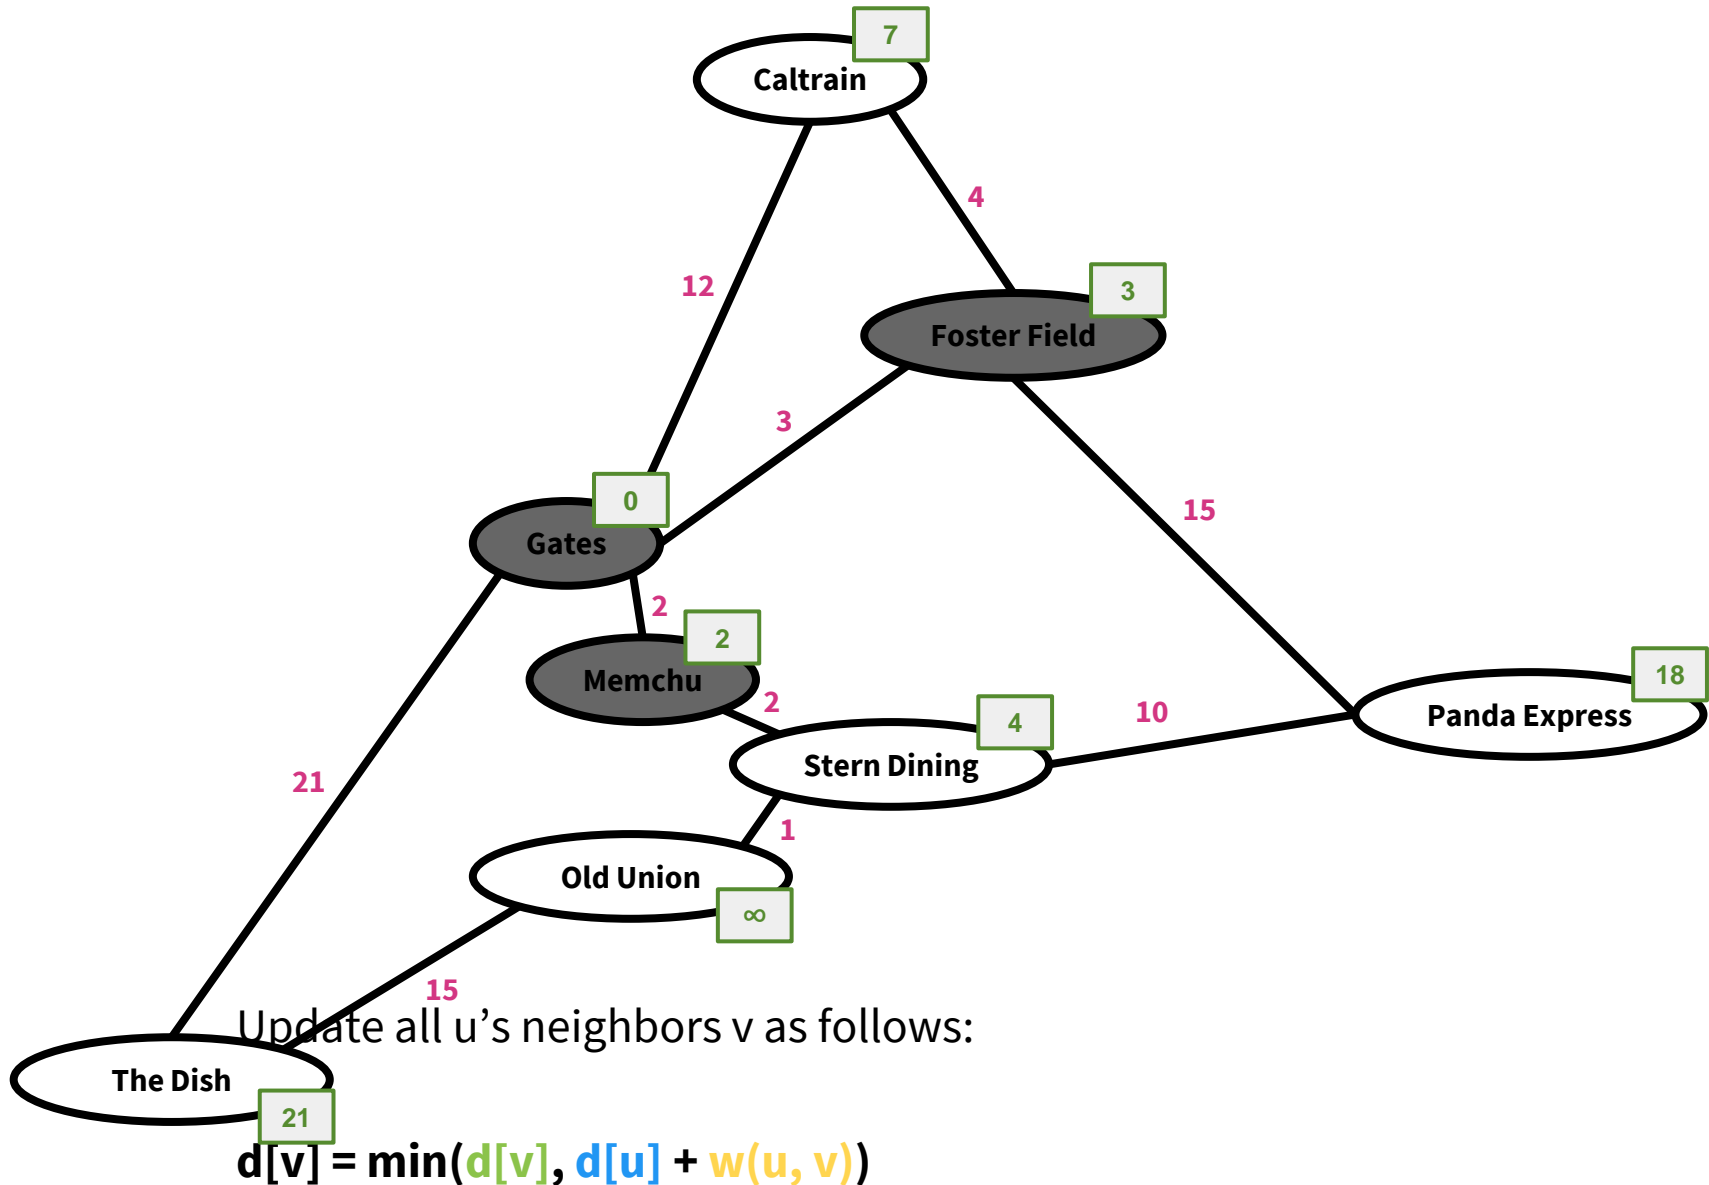 7
Caltrain
4
12
3
Foster Field
3
0
15
Gates
2
2
Memchu
2
18
4
10
Panda Express
Stern Dining
21
1
Old Union
∞
15
Update all u’s neighbors v as follows:
The Dish
21
d[v] = min(d[v], d[u] + w(u, v))